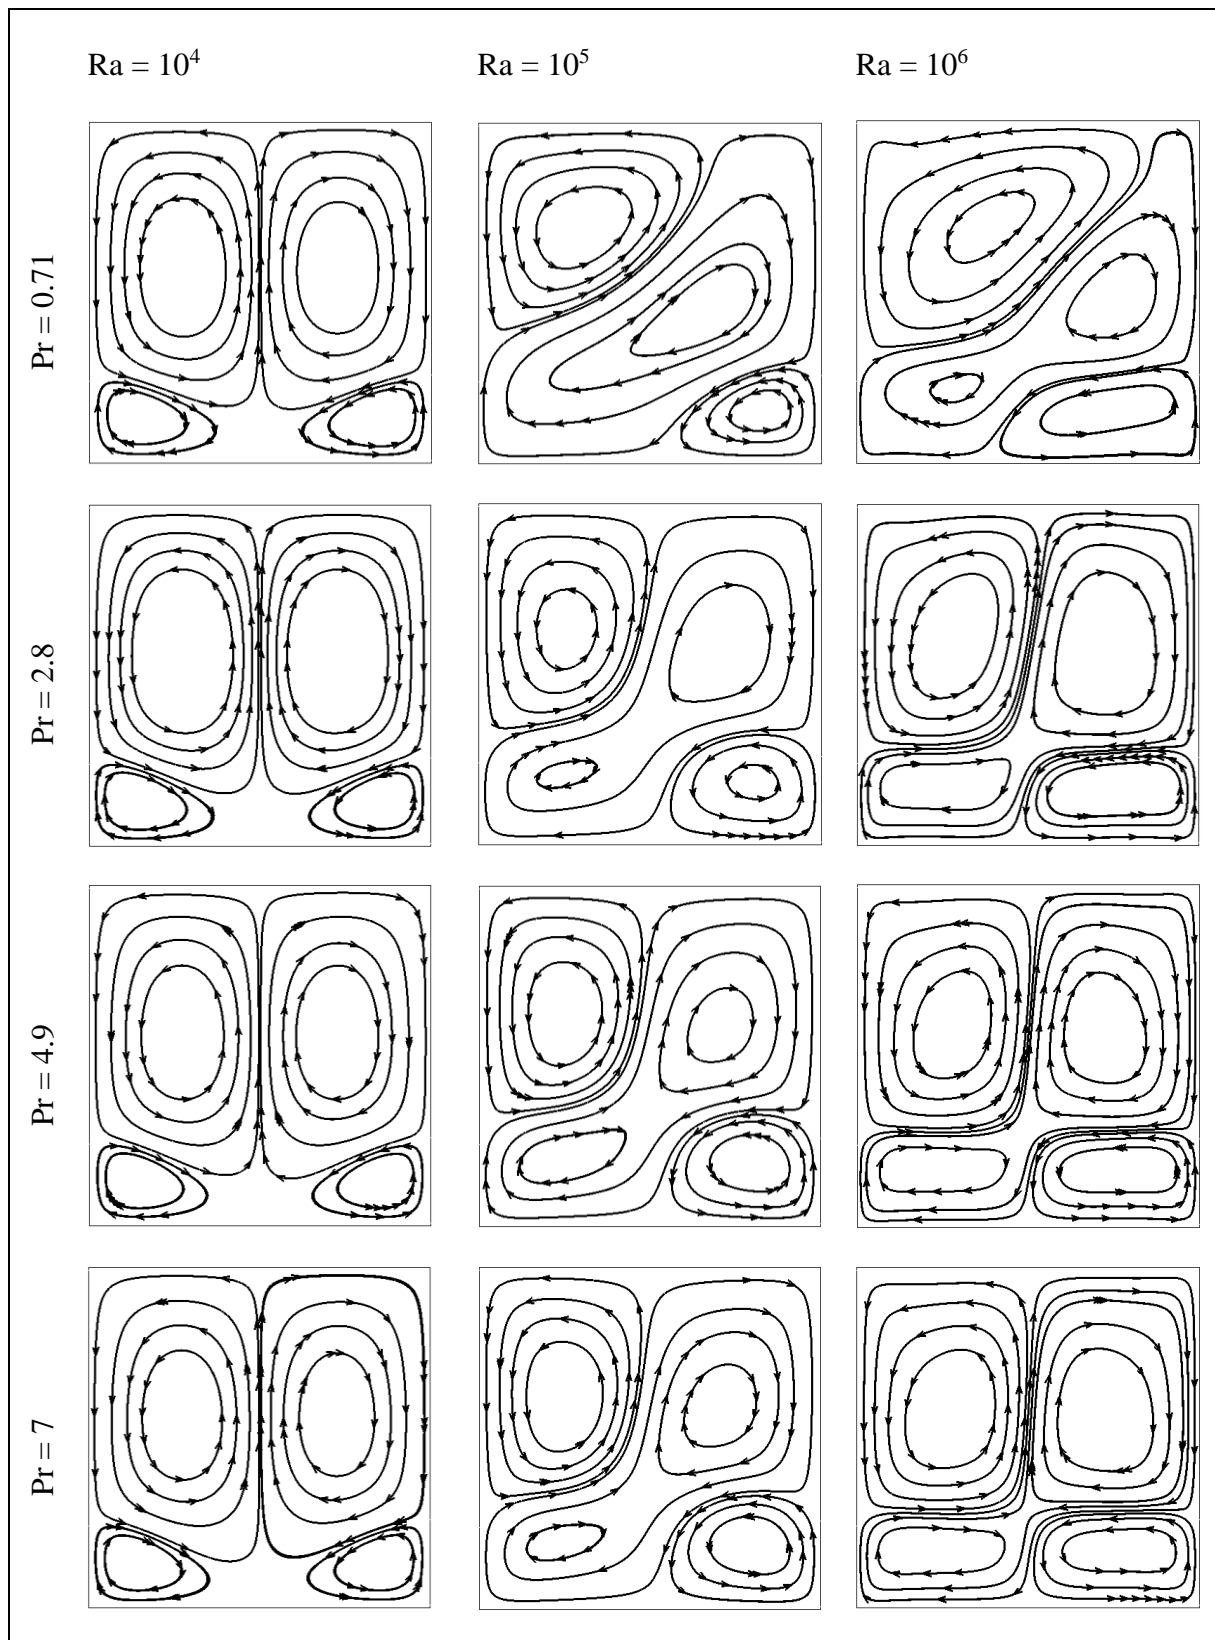 Ra = 10⁴ Ra = 10⁵ Ra = 10⁶
Pr = 0.71
Pr = 2.8
Pr = 4.9
Pr = 7